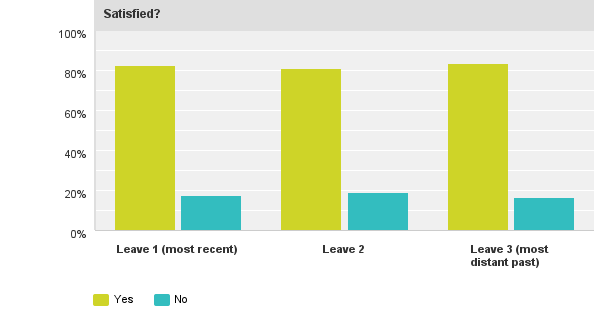 Satisfied?
100%
80%
60%
40%
20%
0%
Leave 1 (most recent)
Leave 2
Leave 3 (most
distant past)
Yes
No